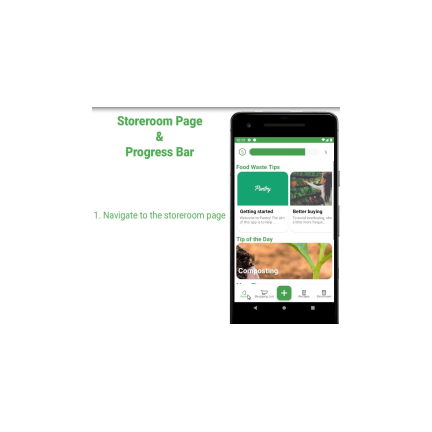 Storeroom Page
&
Progress Bar
1. Navigate to the storeroom page
Food Waste Tips
Pantry
Getting started
Better buying
Tip of the Day
Composting